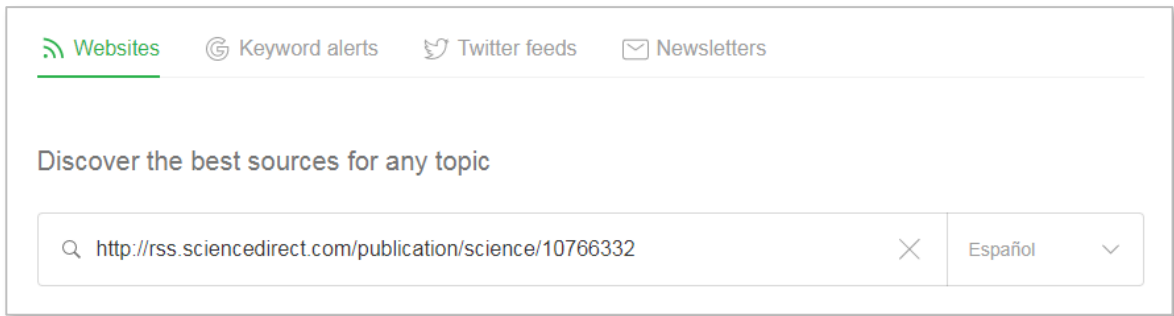 Websites Keyword alerts Twitter feeds Newsletters
Discover the best sources for any topic
http://rss.sciencedirect.com/publication/science/10766332 Español